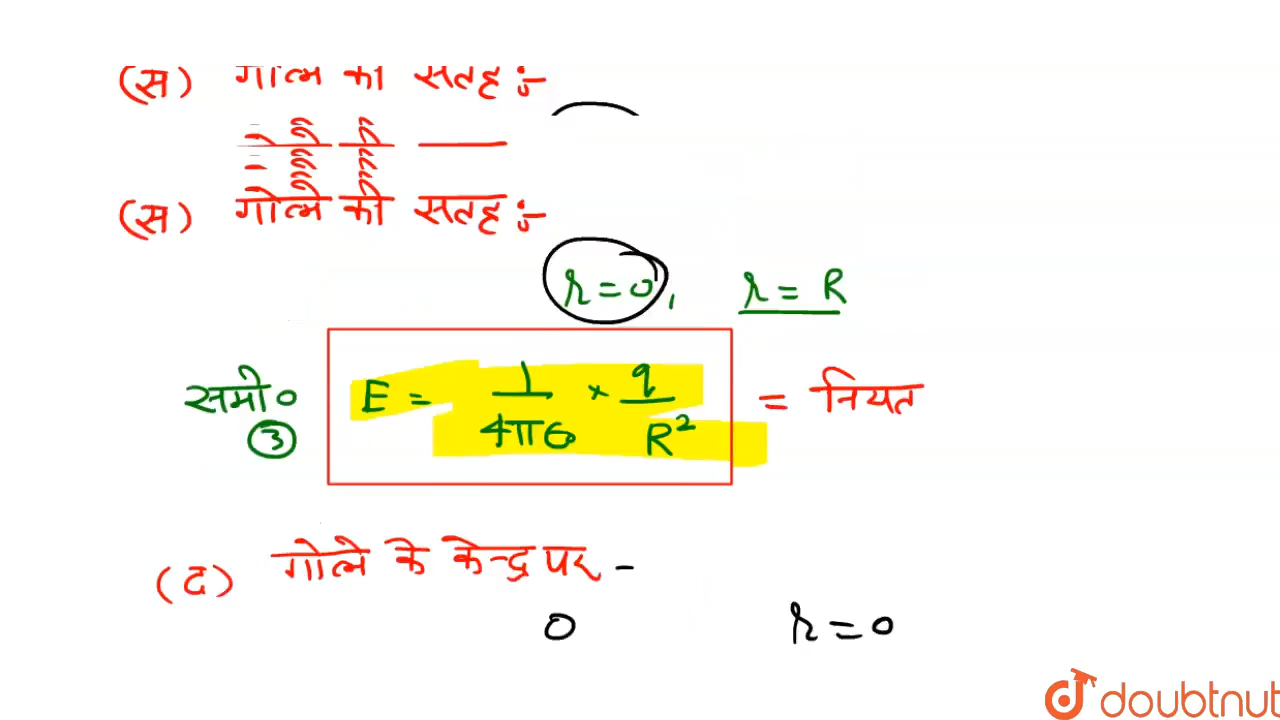 (स) गोले की सतह :-
(स) गोले की सतह :-
r = 0, r = R
समी० E = 1/4πϵ₀ × q/R² = नियत
③
(द) गोले के केन्द्र पर -
0 r = 0
doubtnut